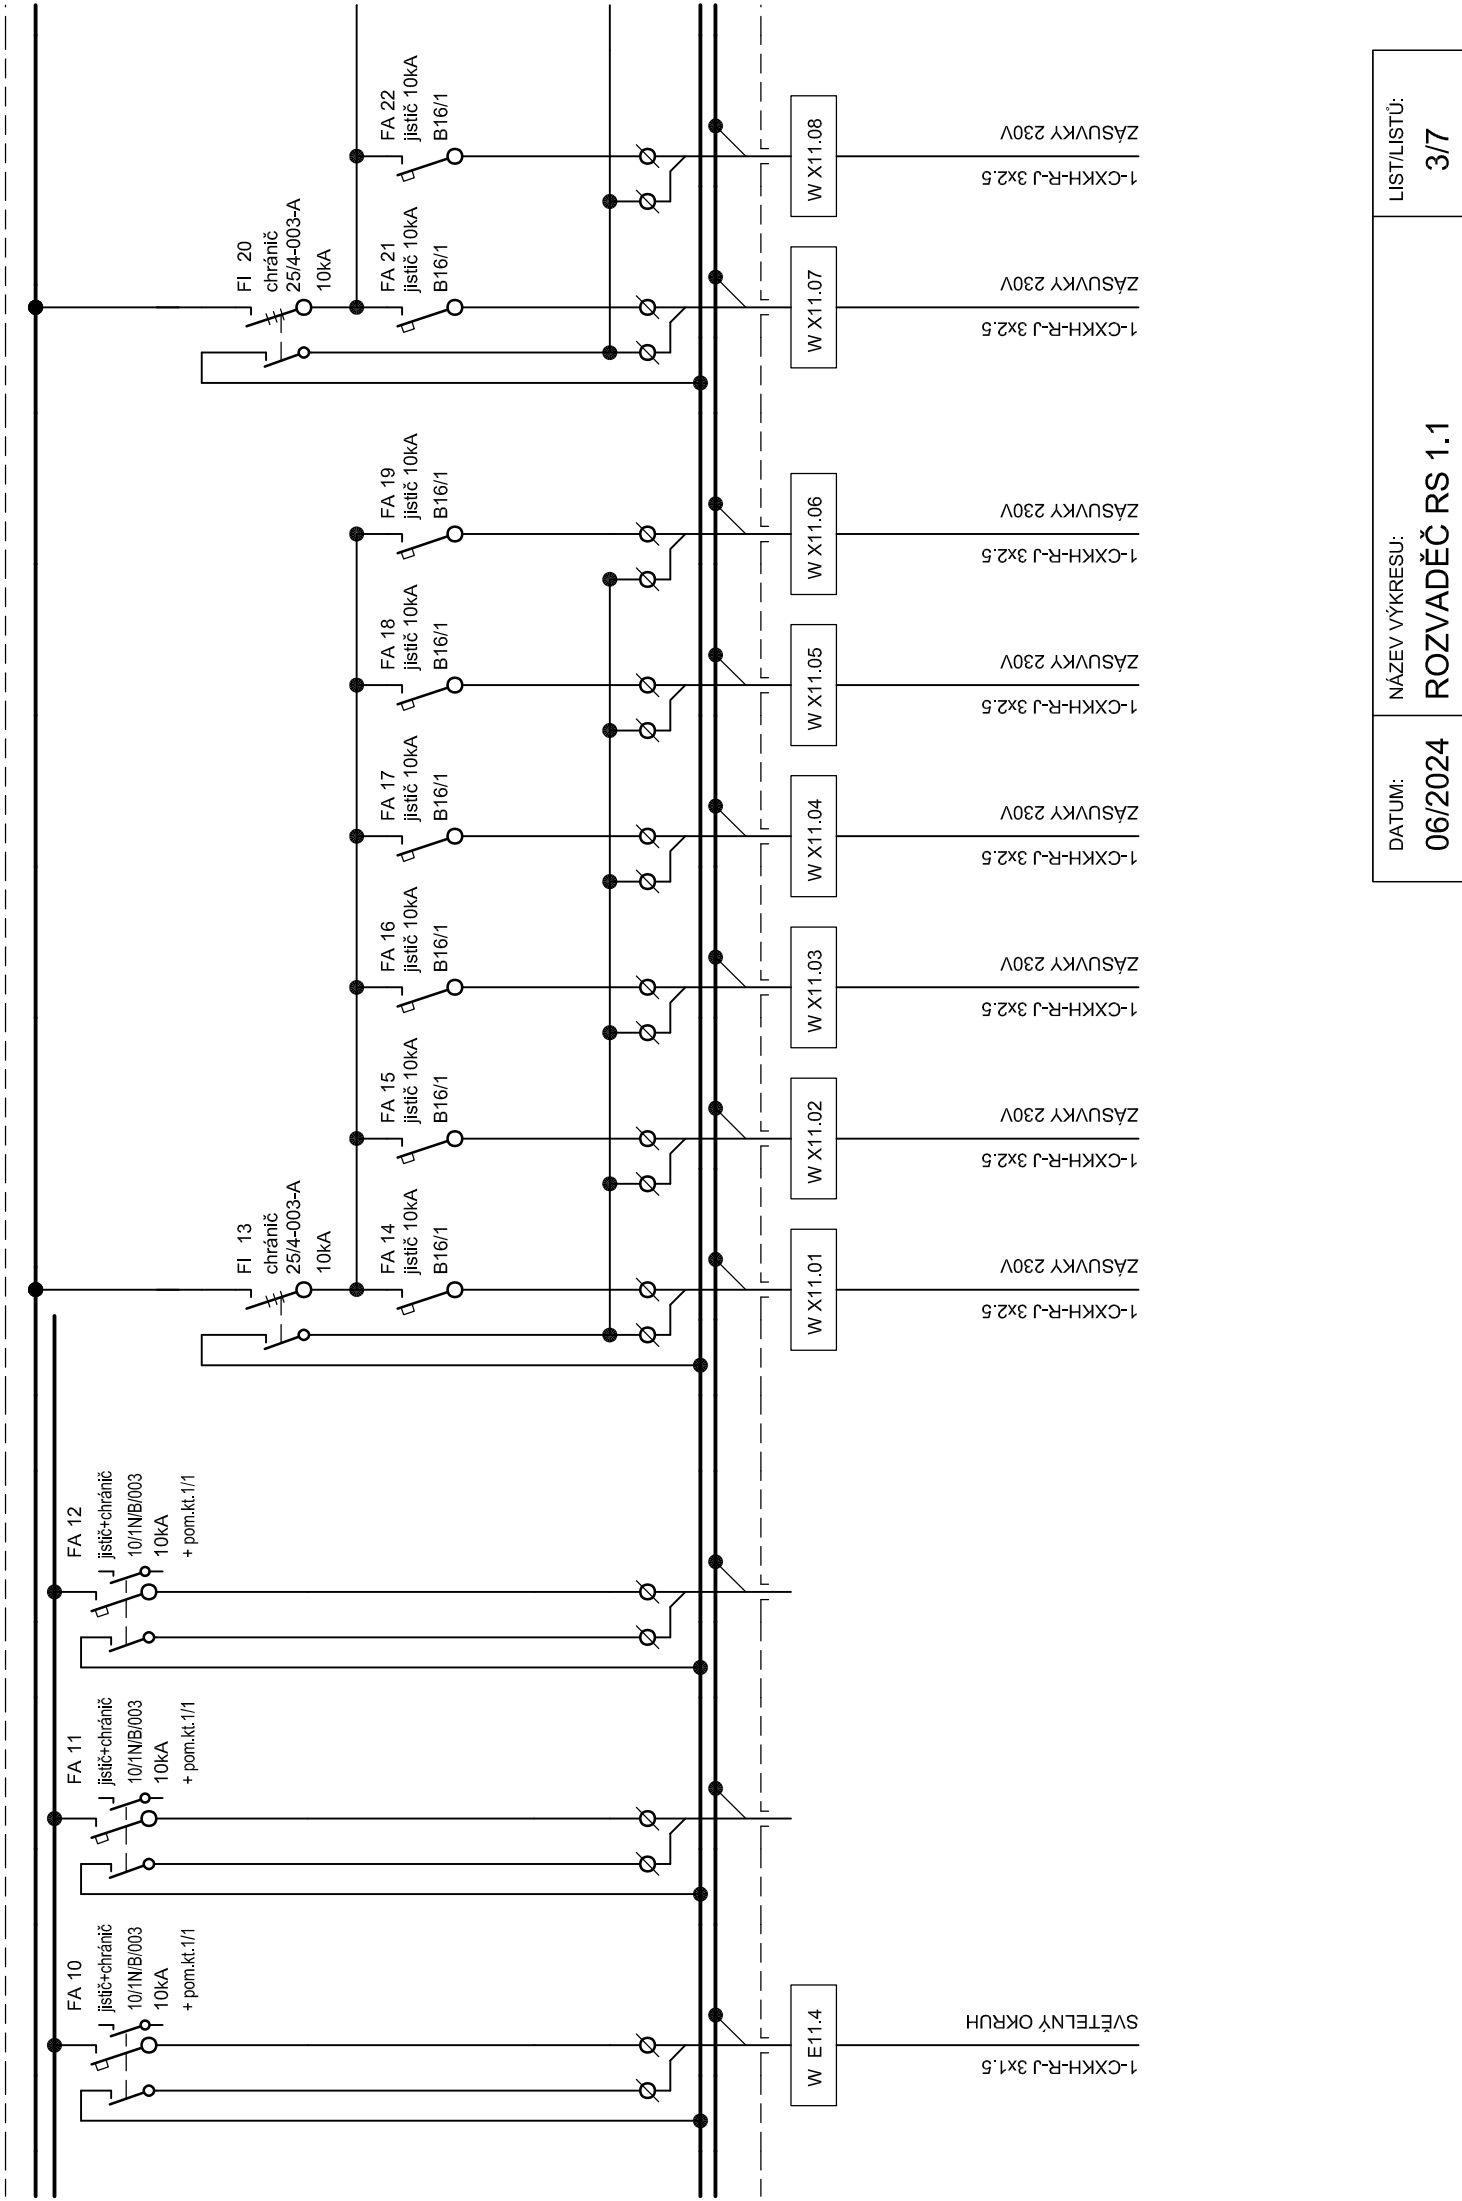 FA 10
jistič+chránič
10/1N/B/003
10kA
+ pom.kt.1/1
FA 11
jistič+chránič
10/1N/B/003
10kA
+ pom.kt.1/1
FA 12
jistič+chránič
10/1N/B/003
10kA
+ pom.kt.1/1
FI 13
chránič
25/4-003-A
10kA
FA 14
jistič 10kA
B16/1
FA 15
jistič 10kA
B16/1
FA 16
jistič 10kA
B16/1
FA 17
jistič 10kA
B16/1
FA 18
jistič 10kA
B16/1
FA 19
jistič 10kA
B16/1
FI 20
chránič
25/4-003-A
10kA
FA 21
jistič 10kA
B16/1
FA 22
jistič 10kA
B16/1
W E11.4
1-CXKH-R-J 3x1.5
SVĚTELNÝ OKRUH
W X11.01
1-CXKH-R-J 3x2.5
ZÁSUVKY 230V
W X11.02
1-CXKH-R-J 3x2.5
ZÁSUVKY 230V
W X11.03
1-CXKH-R-J 3x2.5
ZÁSUVKY 230V
W X11.04
1-CXKH-R-J 3x2.5
ZÁSUVKY 230V
W X11.05
1-CXKH-R-J 3x2.5
ZÁSUVKY 230V
W X11.06
1-CXKH-R-J 3x2.5
ZÁSUVKY 230V
W X11.07
1-CXKH-R-J 3x2.5
ZÁSUVKY 230V
W X11.08
1-CXKH-R-J 3x2.5
ZÁSUVKY 230V
DATUM:
06/2024
NÁZEV VÝKRESU:
ROZVADĚČ RS 1.1
LIST/LISTŮ:
3/7